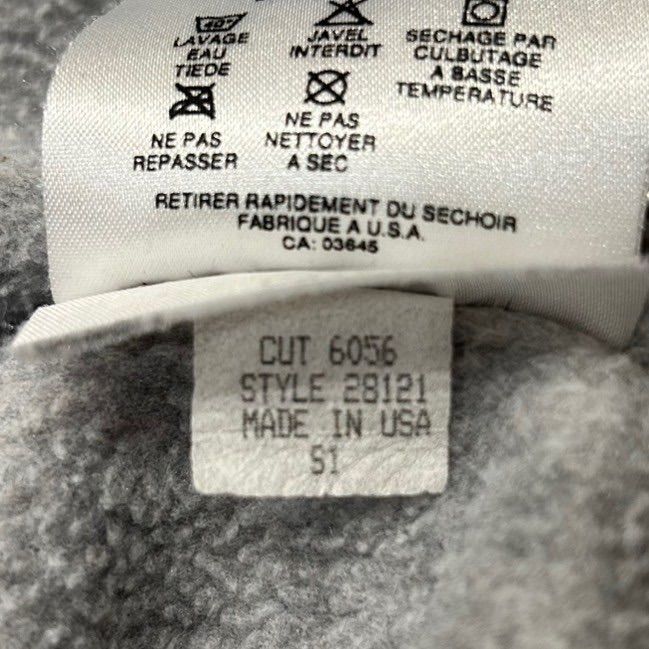 40°
LAVAGE
EAU
TIEDE
JAVEL
INTERDIT
SECHAGE PAR
CULBUTAGE
A BASSE
TEMPERATURE
NE PAS
REPASSER
NE PAS
NETTOYER
A SEC
RETIRER RAPIDEMENT DU SECHOIR
FABRIQUE A U.S.A.
CA: 03645
CUT 6056
STYLE 28121
MADE IN USA
S1